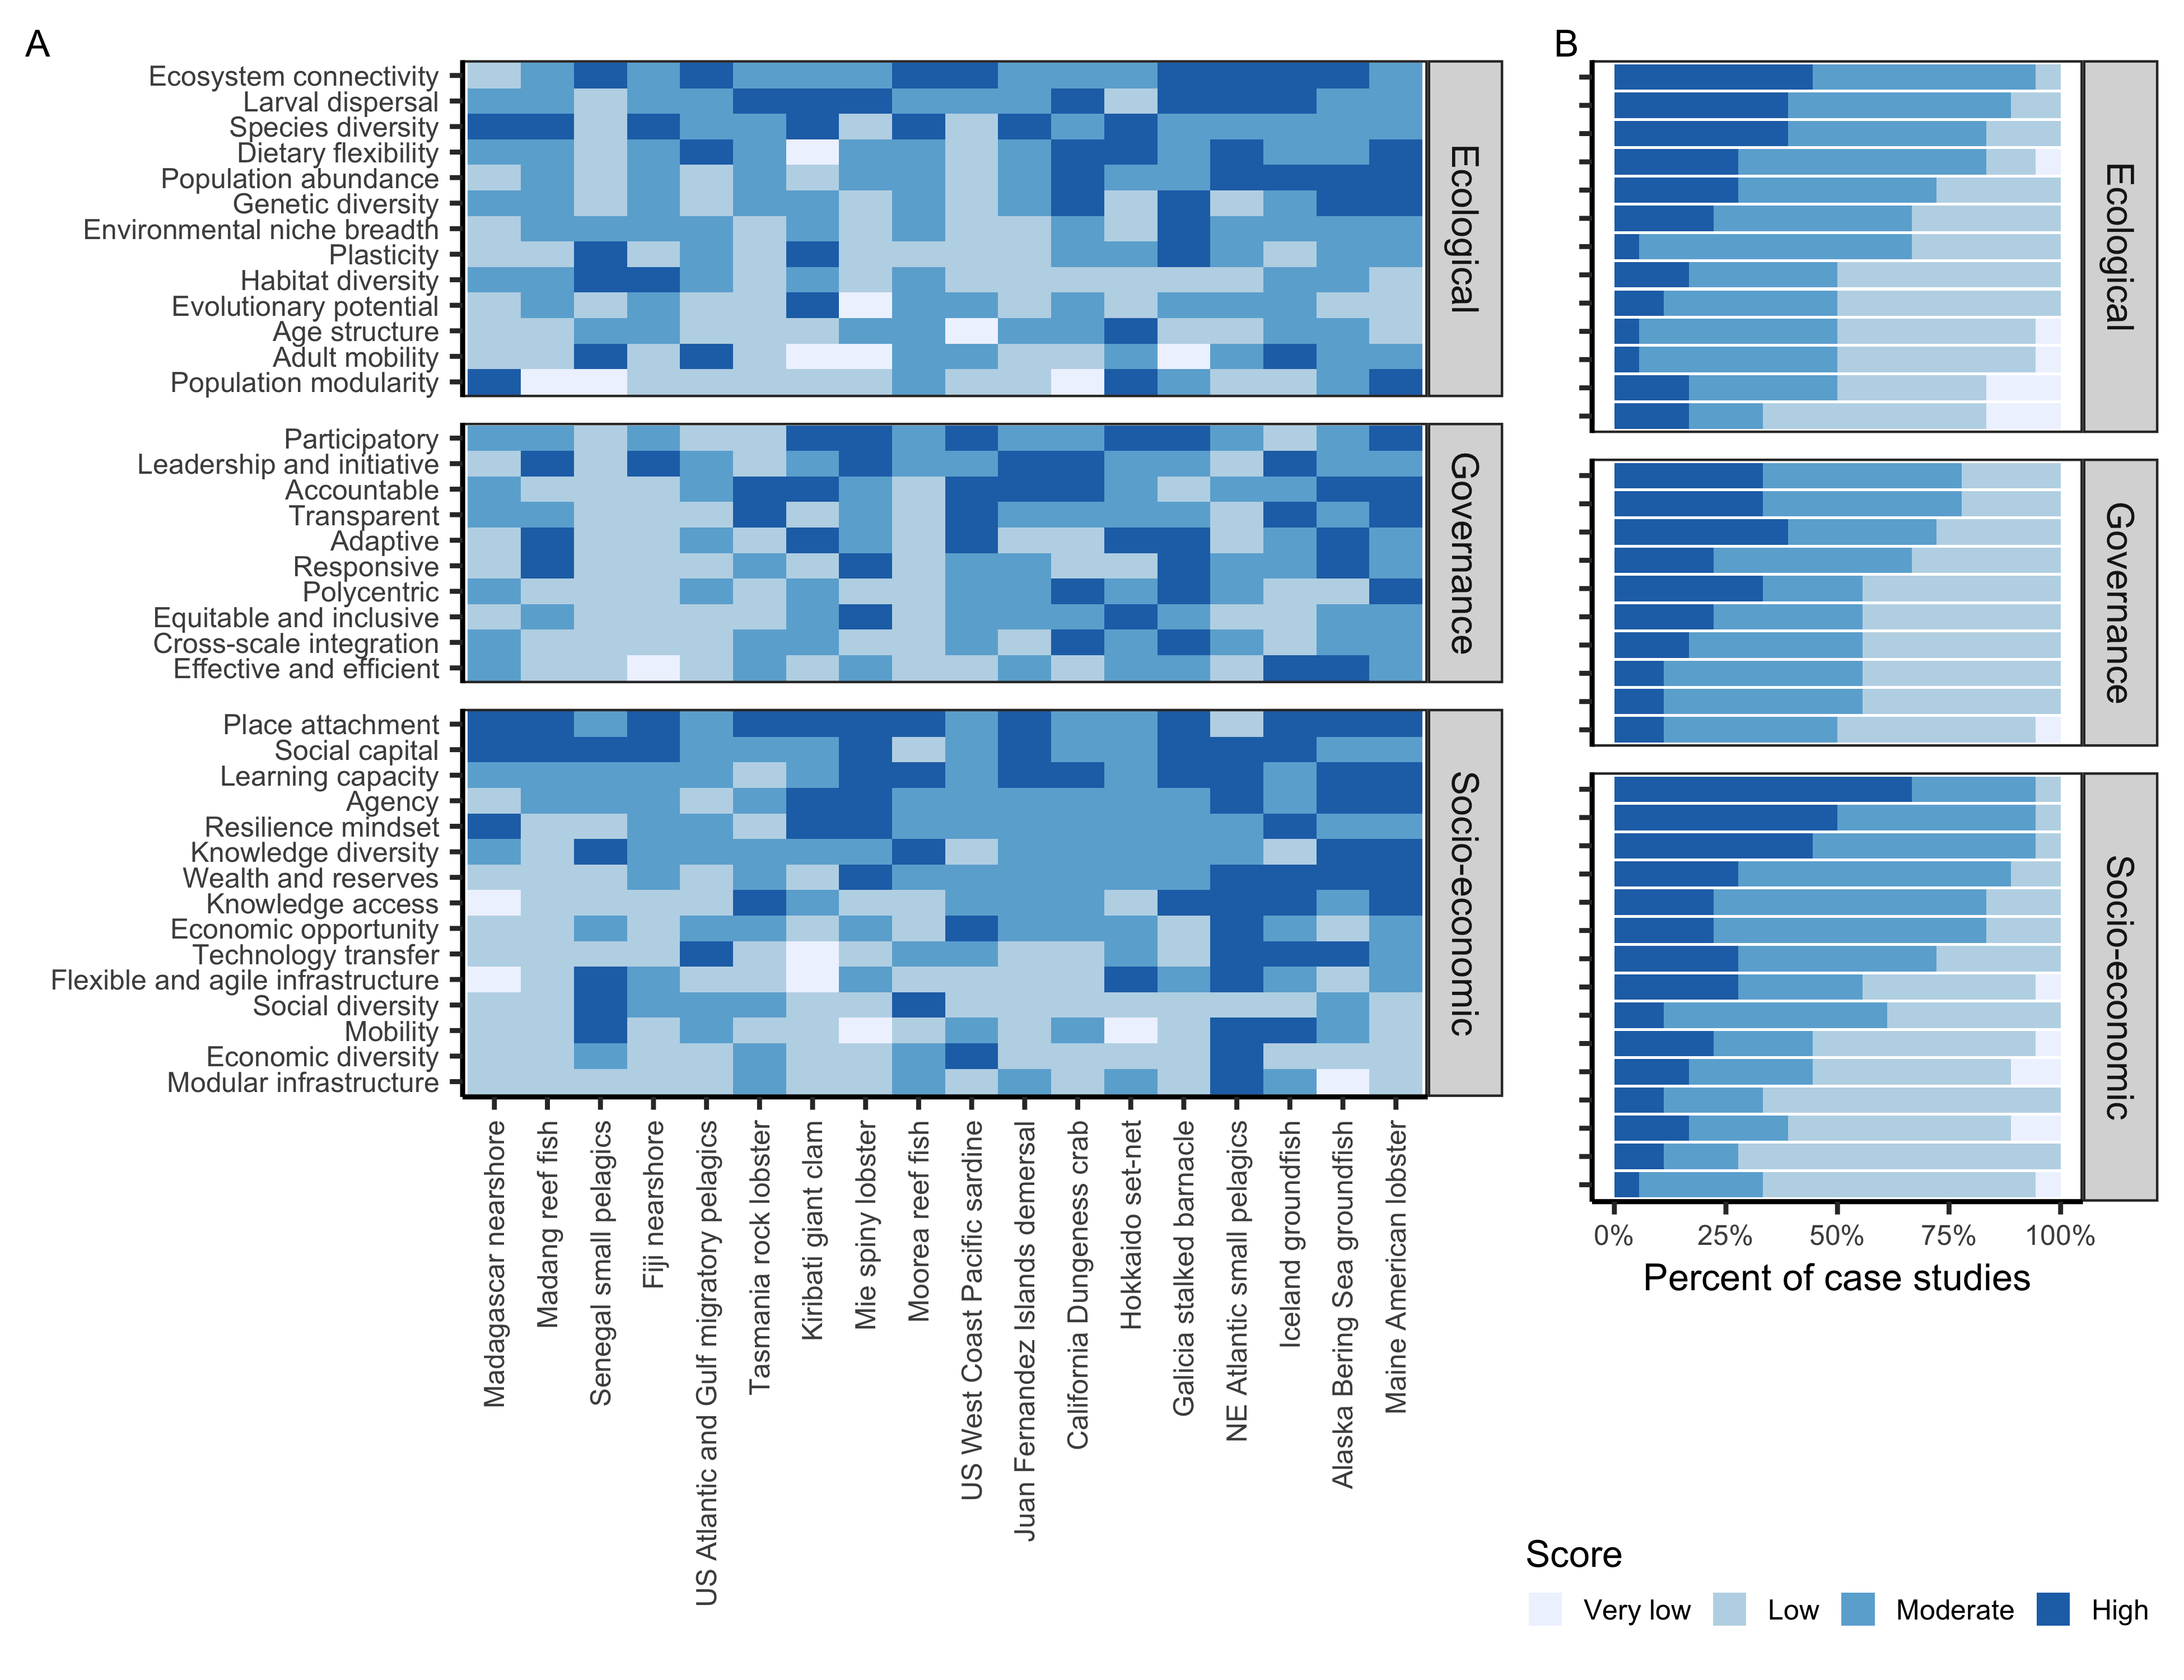 A
B
Ecosystem connectivity
Larval dispersal
Species diversity
Dietary flexibility
Population abundance
Genetic diversity
Environmental niche breadth
Plasticity
Habitat diversity
Evolutionary potential
Age structure
Adult mobility
Population modularity
Ecological
Ecological
Participatory
Leadership and initiative
Accountable
Transparent
Adaptive
Responsive
Polycentric
Equitable and inclusive
Cross-scale integration
Effective and efficient
Governance
Governance
Place attachment
Social capital
Learning capacity
Agency
Resilience mindset
Knowledge diversity
Wealth and reserves
Knowledge access
Economic opportunity
Technology transfer
Flexible and agile infrastructure
Social diversity
Mobility
Economic diversity
Modular infrastructure
Socio-economic
Socio-economic
Madagascar nearshore
Madang reef fish
Senegal small pelagics
Fiji nearshore
US Atlantic and Gulf migratory pelagics
Tasmania rock lobster
Kiribati giant clam
Mie spiny lobster
Moorea reef fish
US West Coast Pacific sardine
Juan Fernandez Islands demersal
California Dungeness crab
Hokkaido set-net
Galicia stalked barnacle
NE Atlantic small pelagics
Iceland groundfish
Alaska Bering Sea groundfish
Maine American lobster
0% 25% 50% 75% 100%
Percent of case studies
Score
Very low Low Moderate High